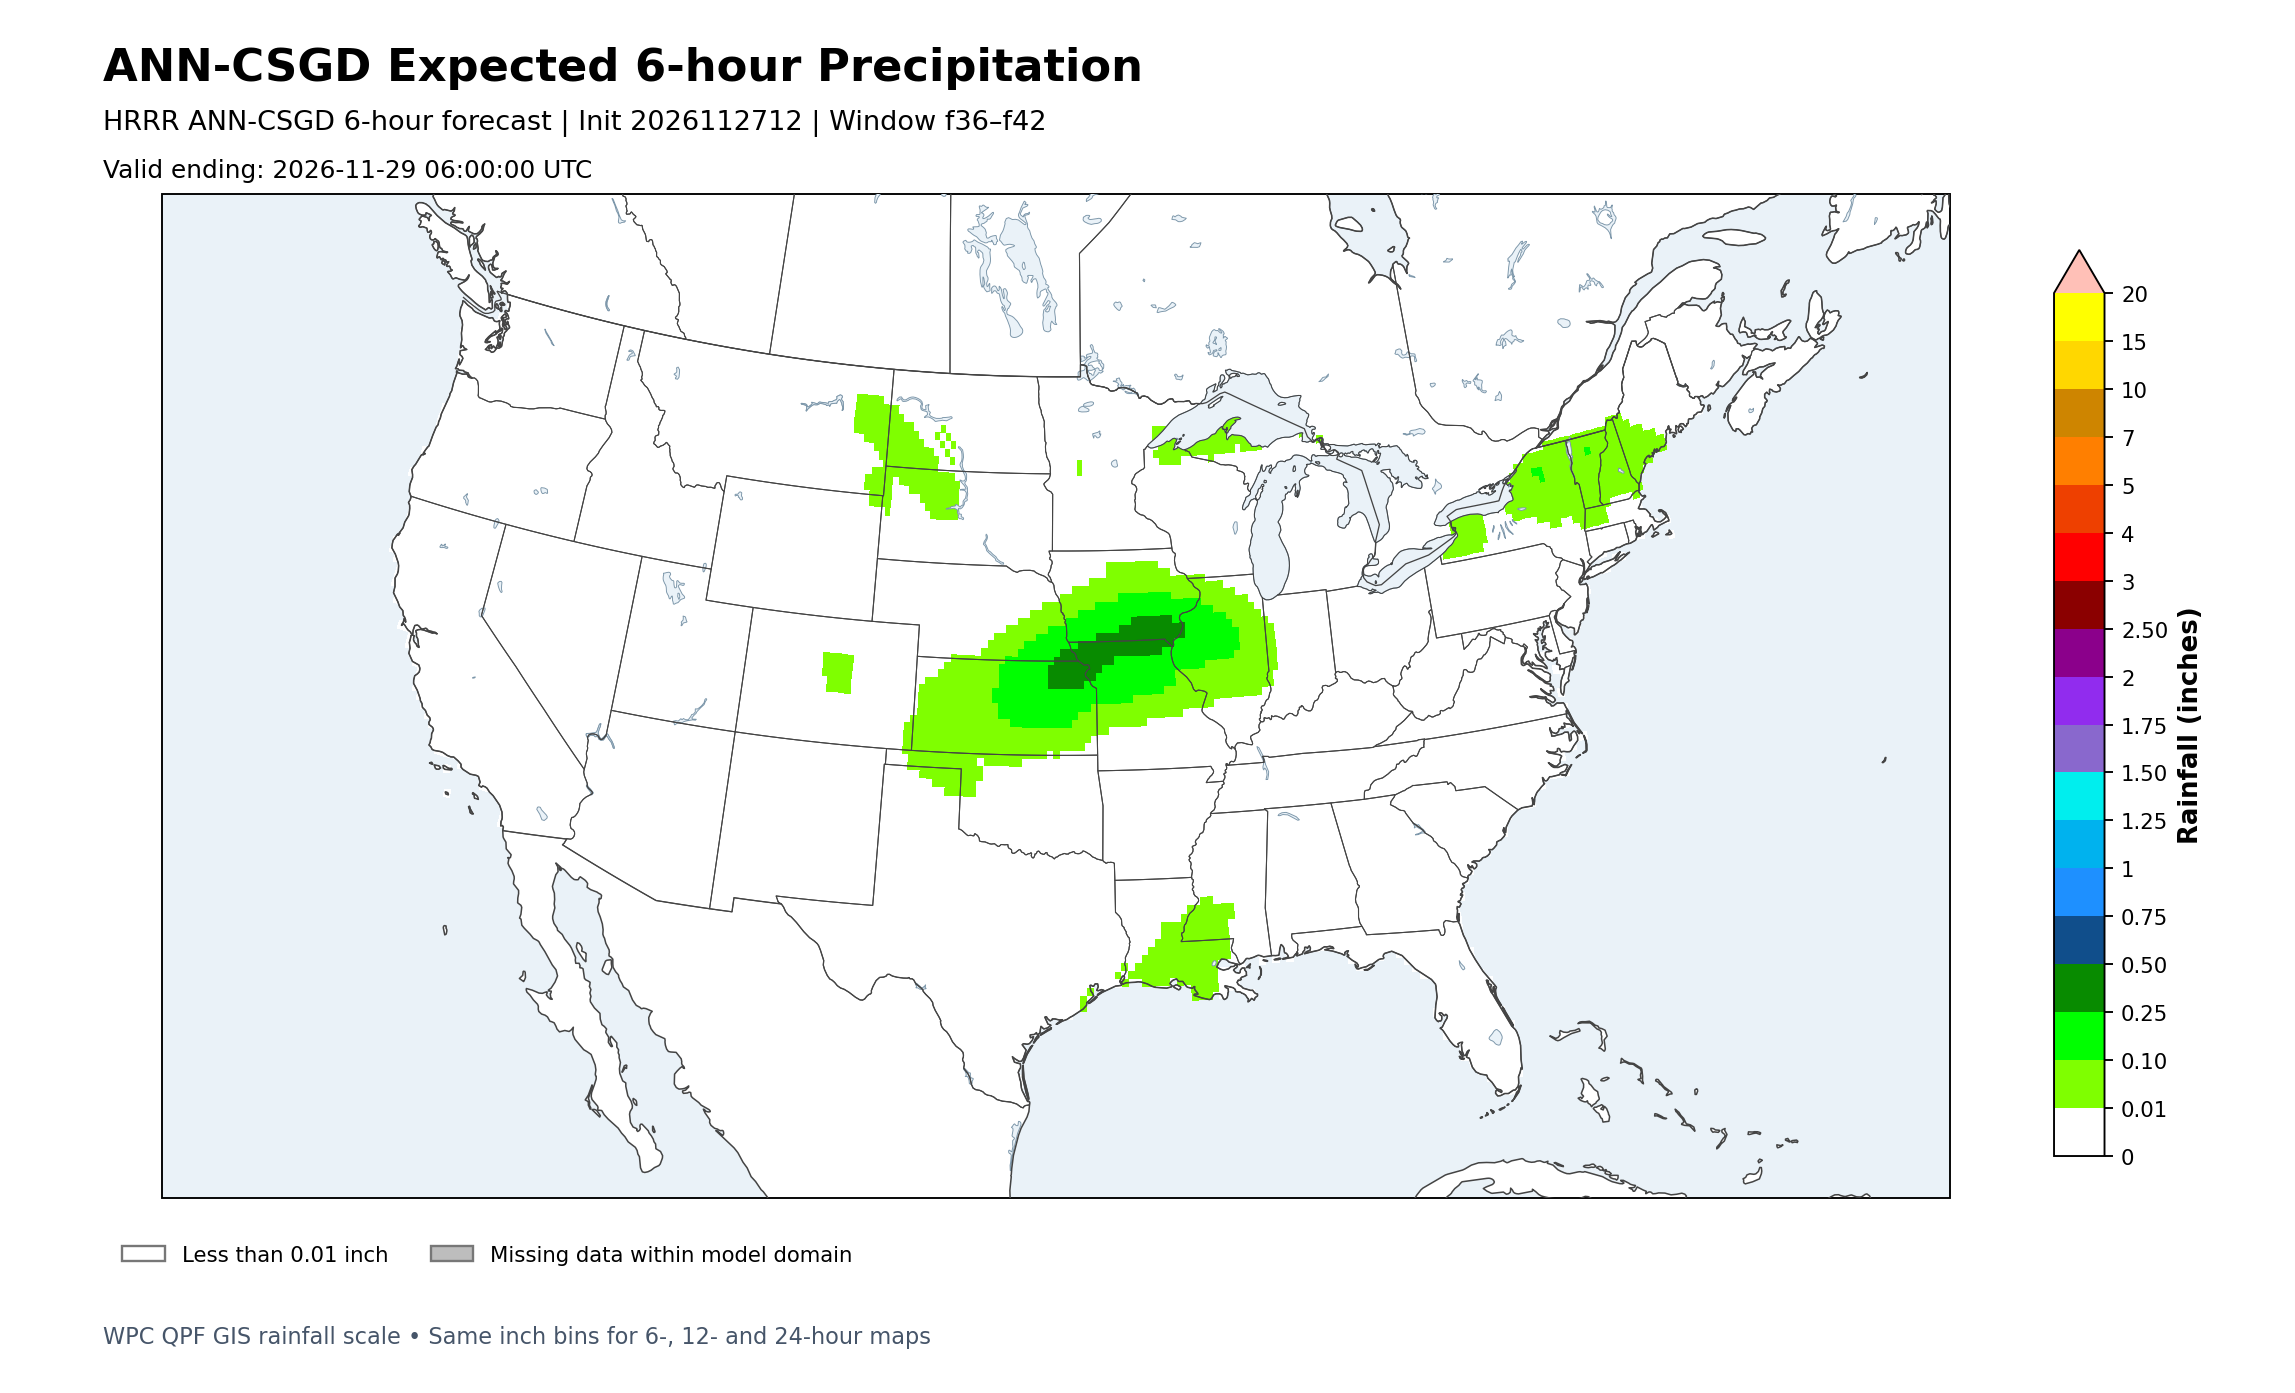 ANN-CSGD Expected 6-hour Precipitation
HRRR ANN-CSGD 6-hour forecast | Init 2026112712 | Window f36–f42
Valid ending: 2026-11-29 06:00:00 UTC
20
15
10
7
5
4
3
2.50
2
1.75
1.50
1.25
1
0.75
0.50
0.25
0.10
0.01
0
Rainfall (inches)
Less than 0.01 inch
Missing data within model domain
WPC QPF GIS rainfall scale • Same inch bins for 6-, 12- and 24-hour maps